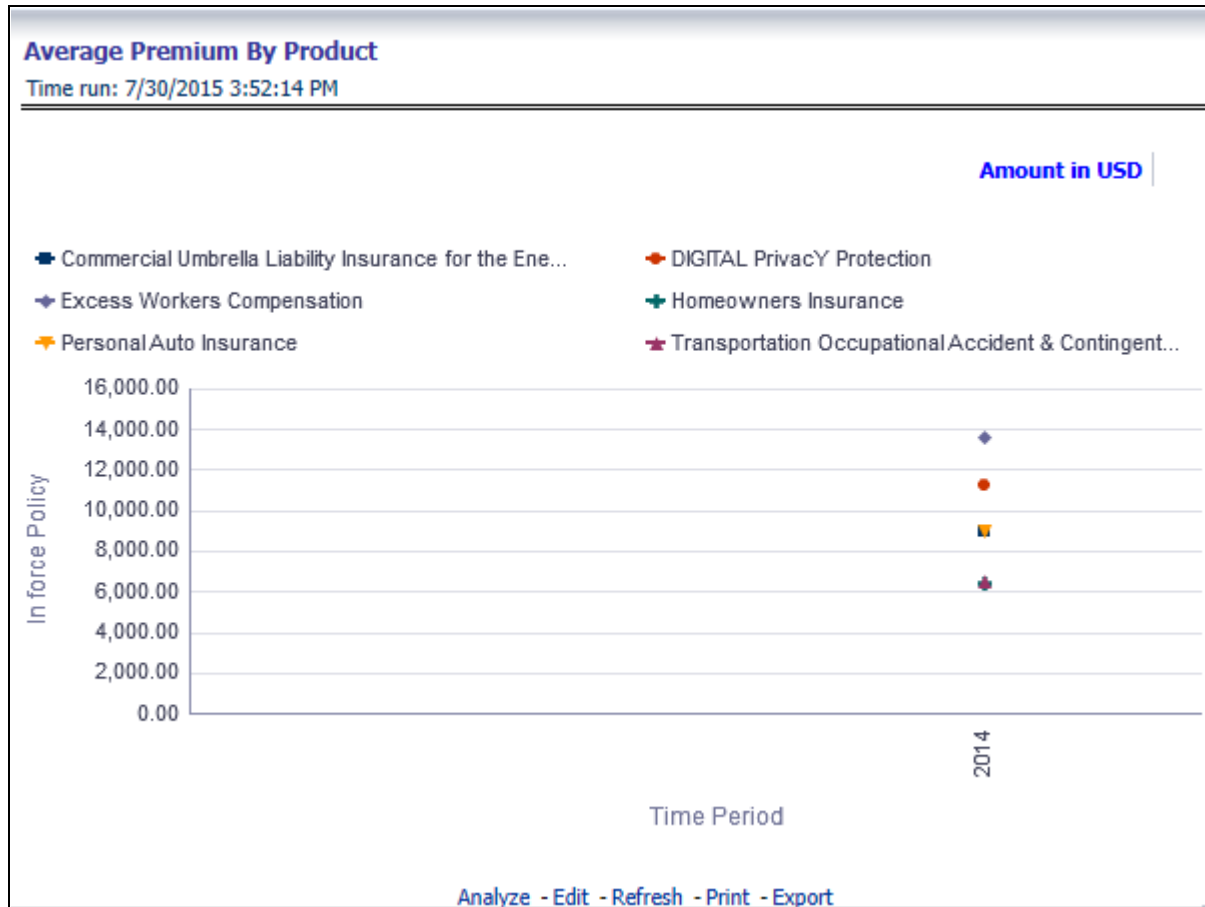 Average Premium By Product
Time run: 7/30/2015 3:52:14 PM
Amount in USD
Commercial Umbrella Liability Insurance for the Ene...
DIGITAL PrivacY Protection
Excess Workers Compensation
Homeowners Insurance
Personal Auto Insurance
Transportation Occupational Accident & Contingent...
16,000.00
14,000.00
12,000.00
10,000.00
8,000.00
6,000.00
4,000.00
2,000.00
0.00
In force Policy
2014
Time Period
Analyze - Edit - Refresh - Print - Export